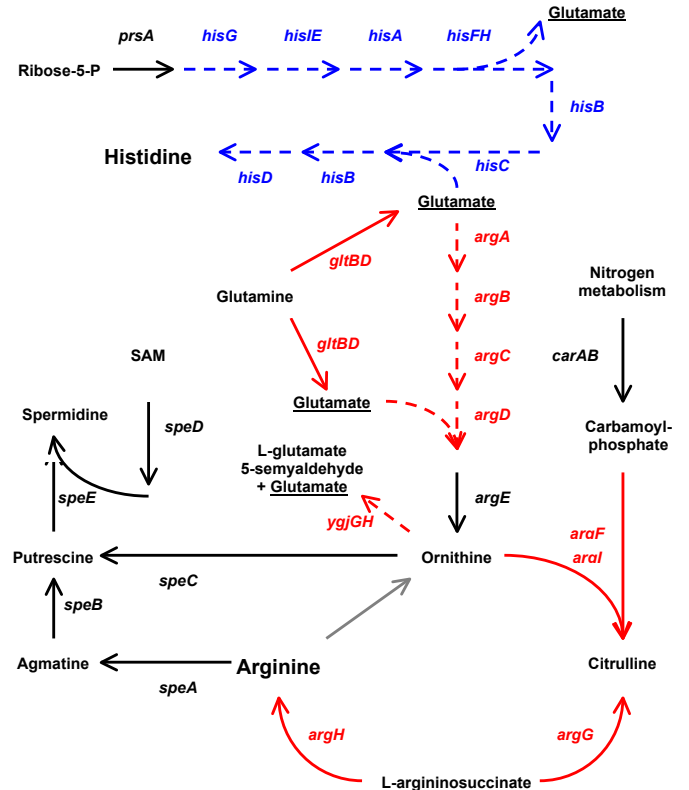 Glutamate
prsA
hisG
hisIE
hisA
hisFH
Ribose-5-P
hisB
Histidine
hisD
hisB
hisC
Glutamate
argA
gltBD
Nitrogen
metabolism
Glutamine
argB
gltBD
SAM
argC
carAB
Glutamate
argD
Spermidine
speD
Carbamoyl-
phosphate
L-glutamate
5-semyaldehyde
+ Glutamate
speE
argE
ygjGH
Putrescine
speC
Ornithine
argF
argI
speB
Agmatine
speA
Arginine
Citrulline
argH
argG
L-argininosuccinate